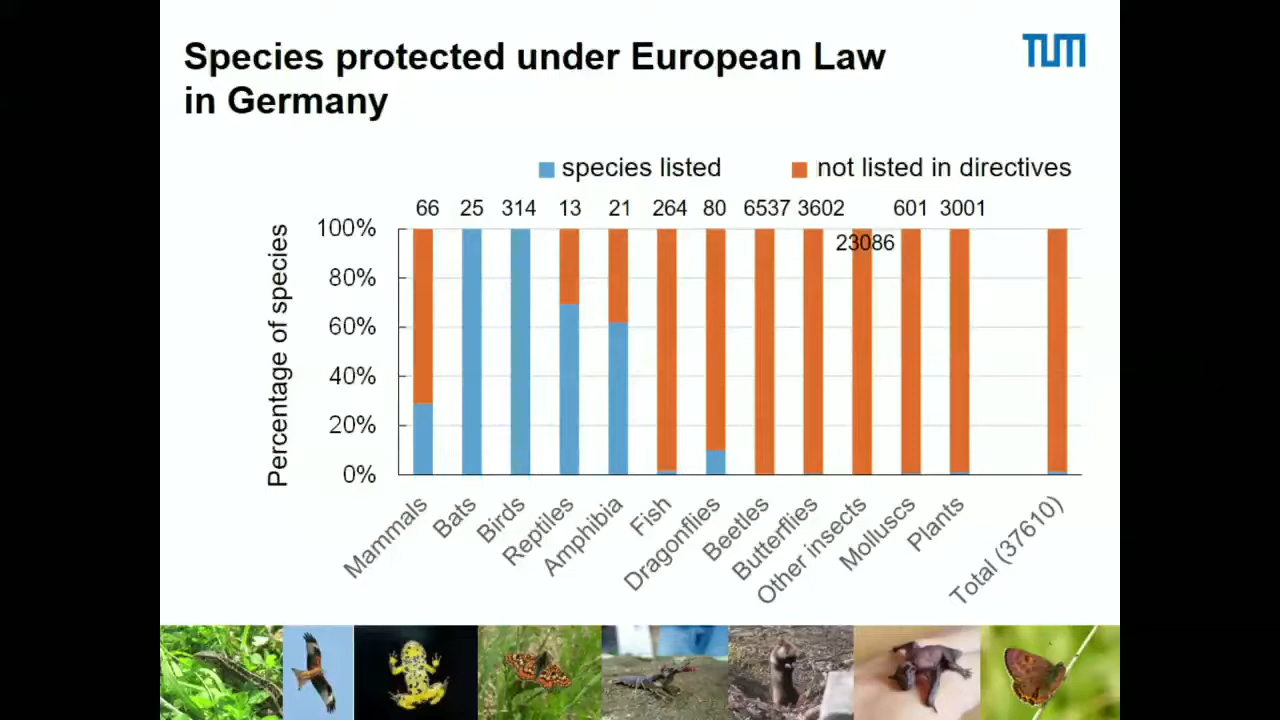 Species protected under European Law
in Germany
TUM
species listed
not listed in directives
66 25 314 13 21 264 80 6537 3602 601 3001
23086
100%
80%
60%
40%
20%
0%
Percentage of species
Mammals
Bats
Birds
Reptiles
Amphibia
Fish
Dragonflies
Beetles
Butterflies
Other insects
Molluscs
Plants
Total (37610)